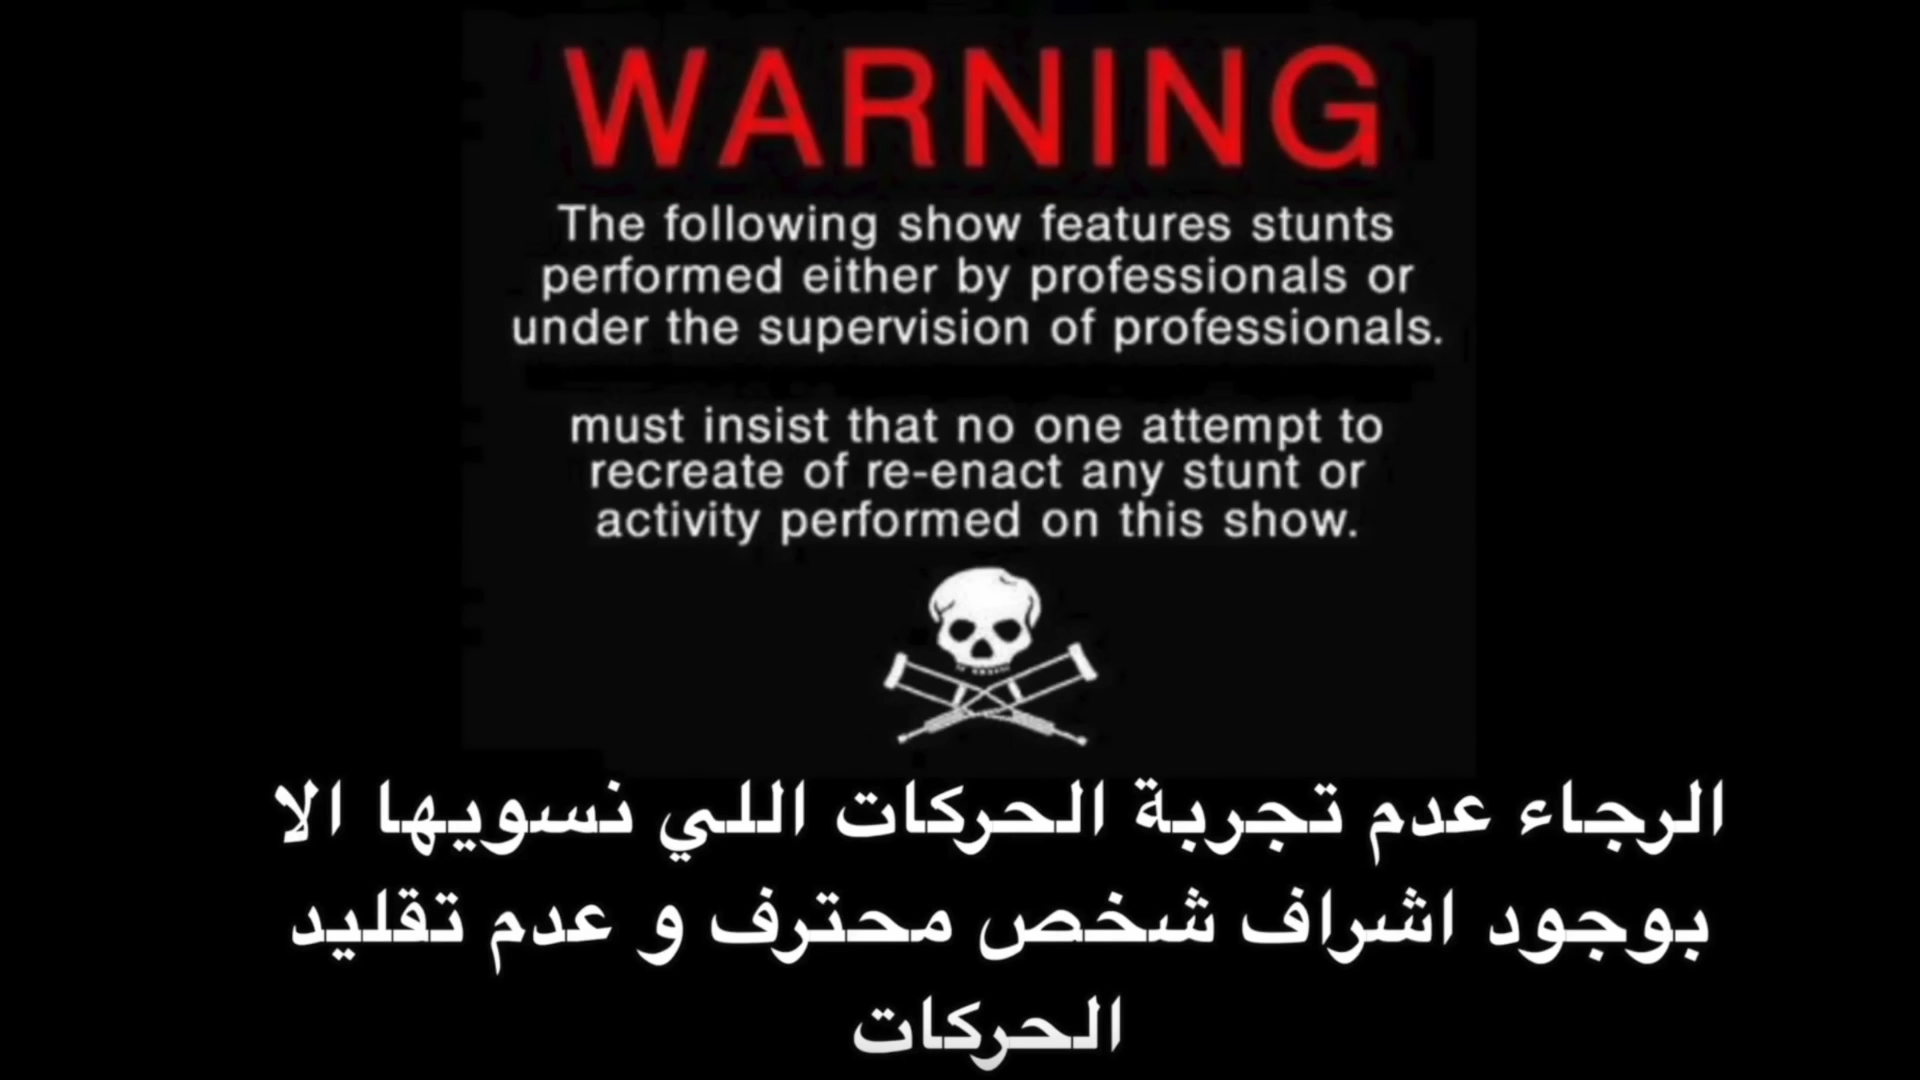 WARNING
The following show features stunts
performed either by professionals or
under the supervision of professionals.
must insist that no one attempt to
recreate of re-enact any stunt or
activity performed on this show.
الرجاء عدم تجربة الحركات اللي نسويها الا
بوجود اشراف شخص محترف و عدم تقليد
الحركات